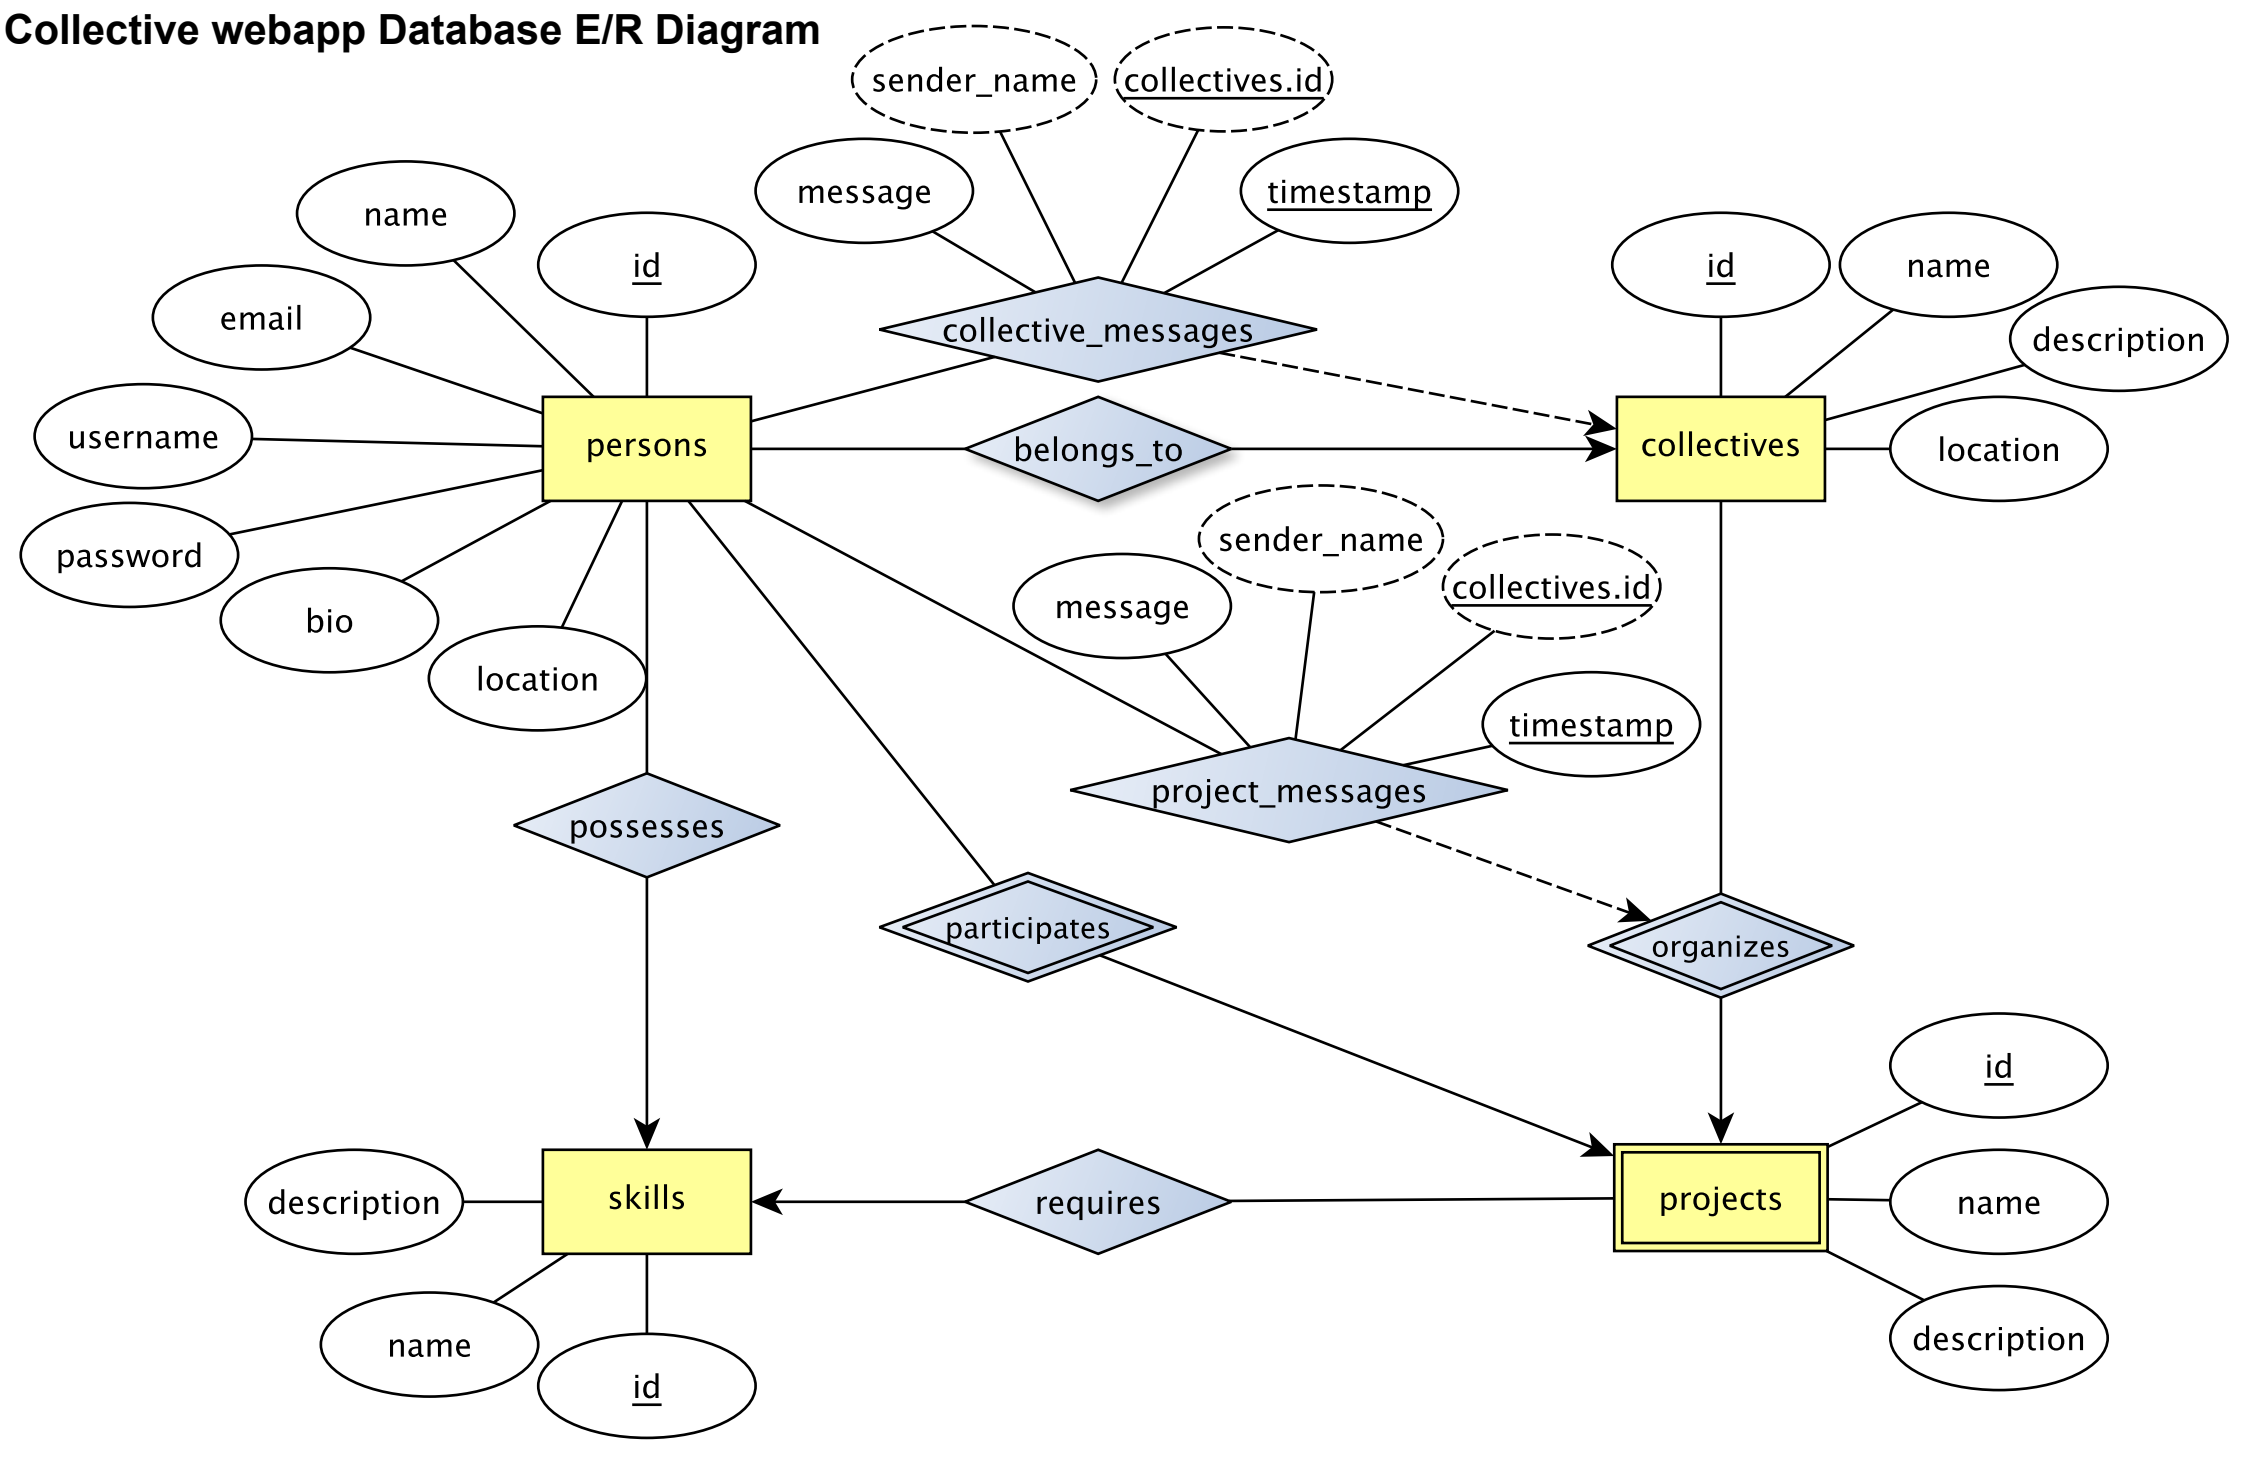 Collective webapp Database E/R Diagram
sender_name
collectives.id
message
timestamp
name
id
id
name
email
collective_messages
description
username
persons
belongs_to
collectives
location
password
sender_name
collectives.id
message
bio
location
timestamp
project_messages
possesses
participates
organizes
id
description
skills
requires
projects
name
name
id
description